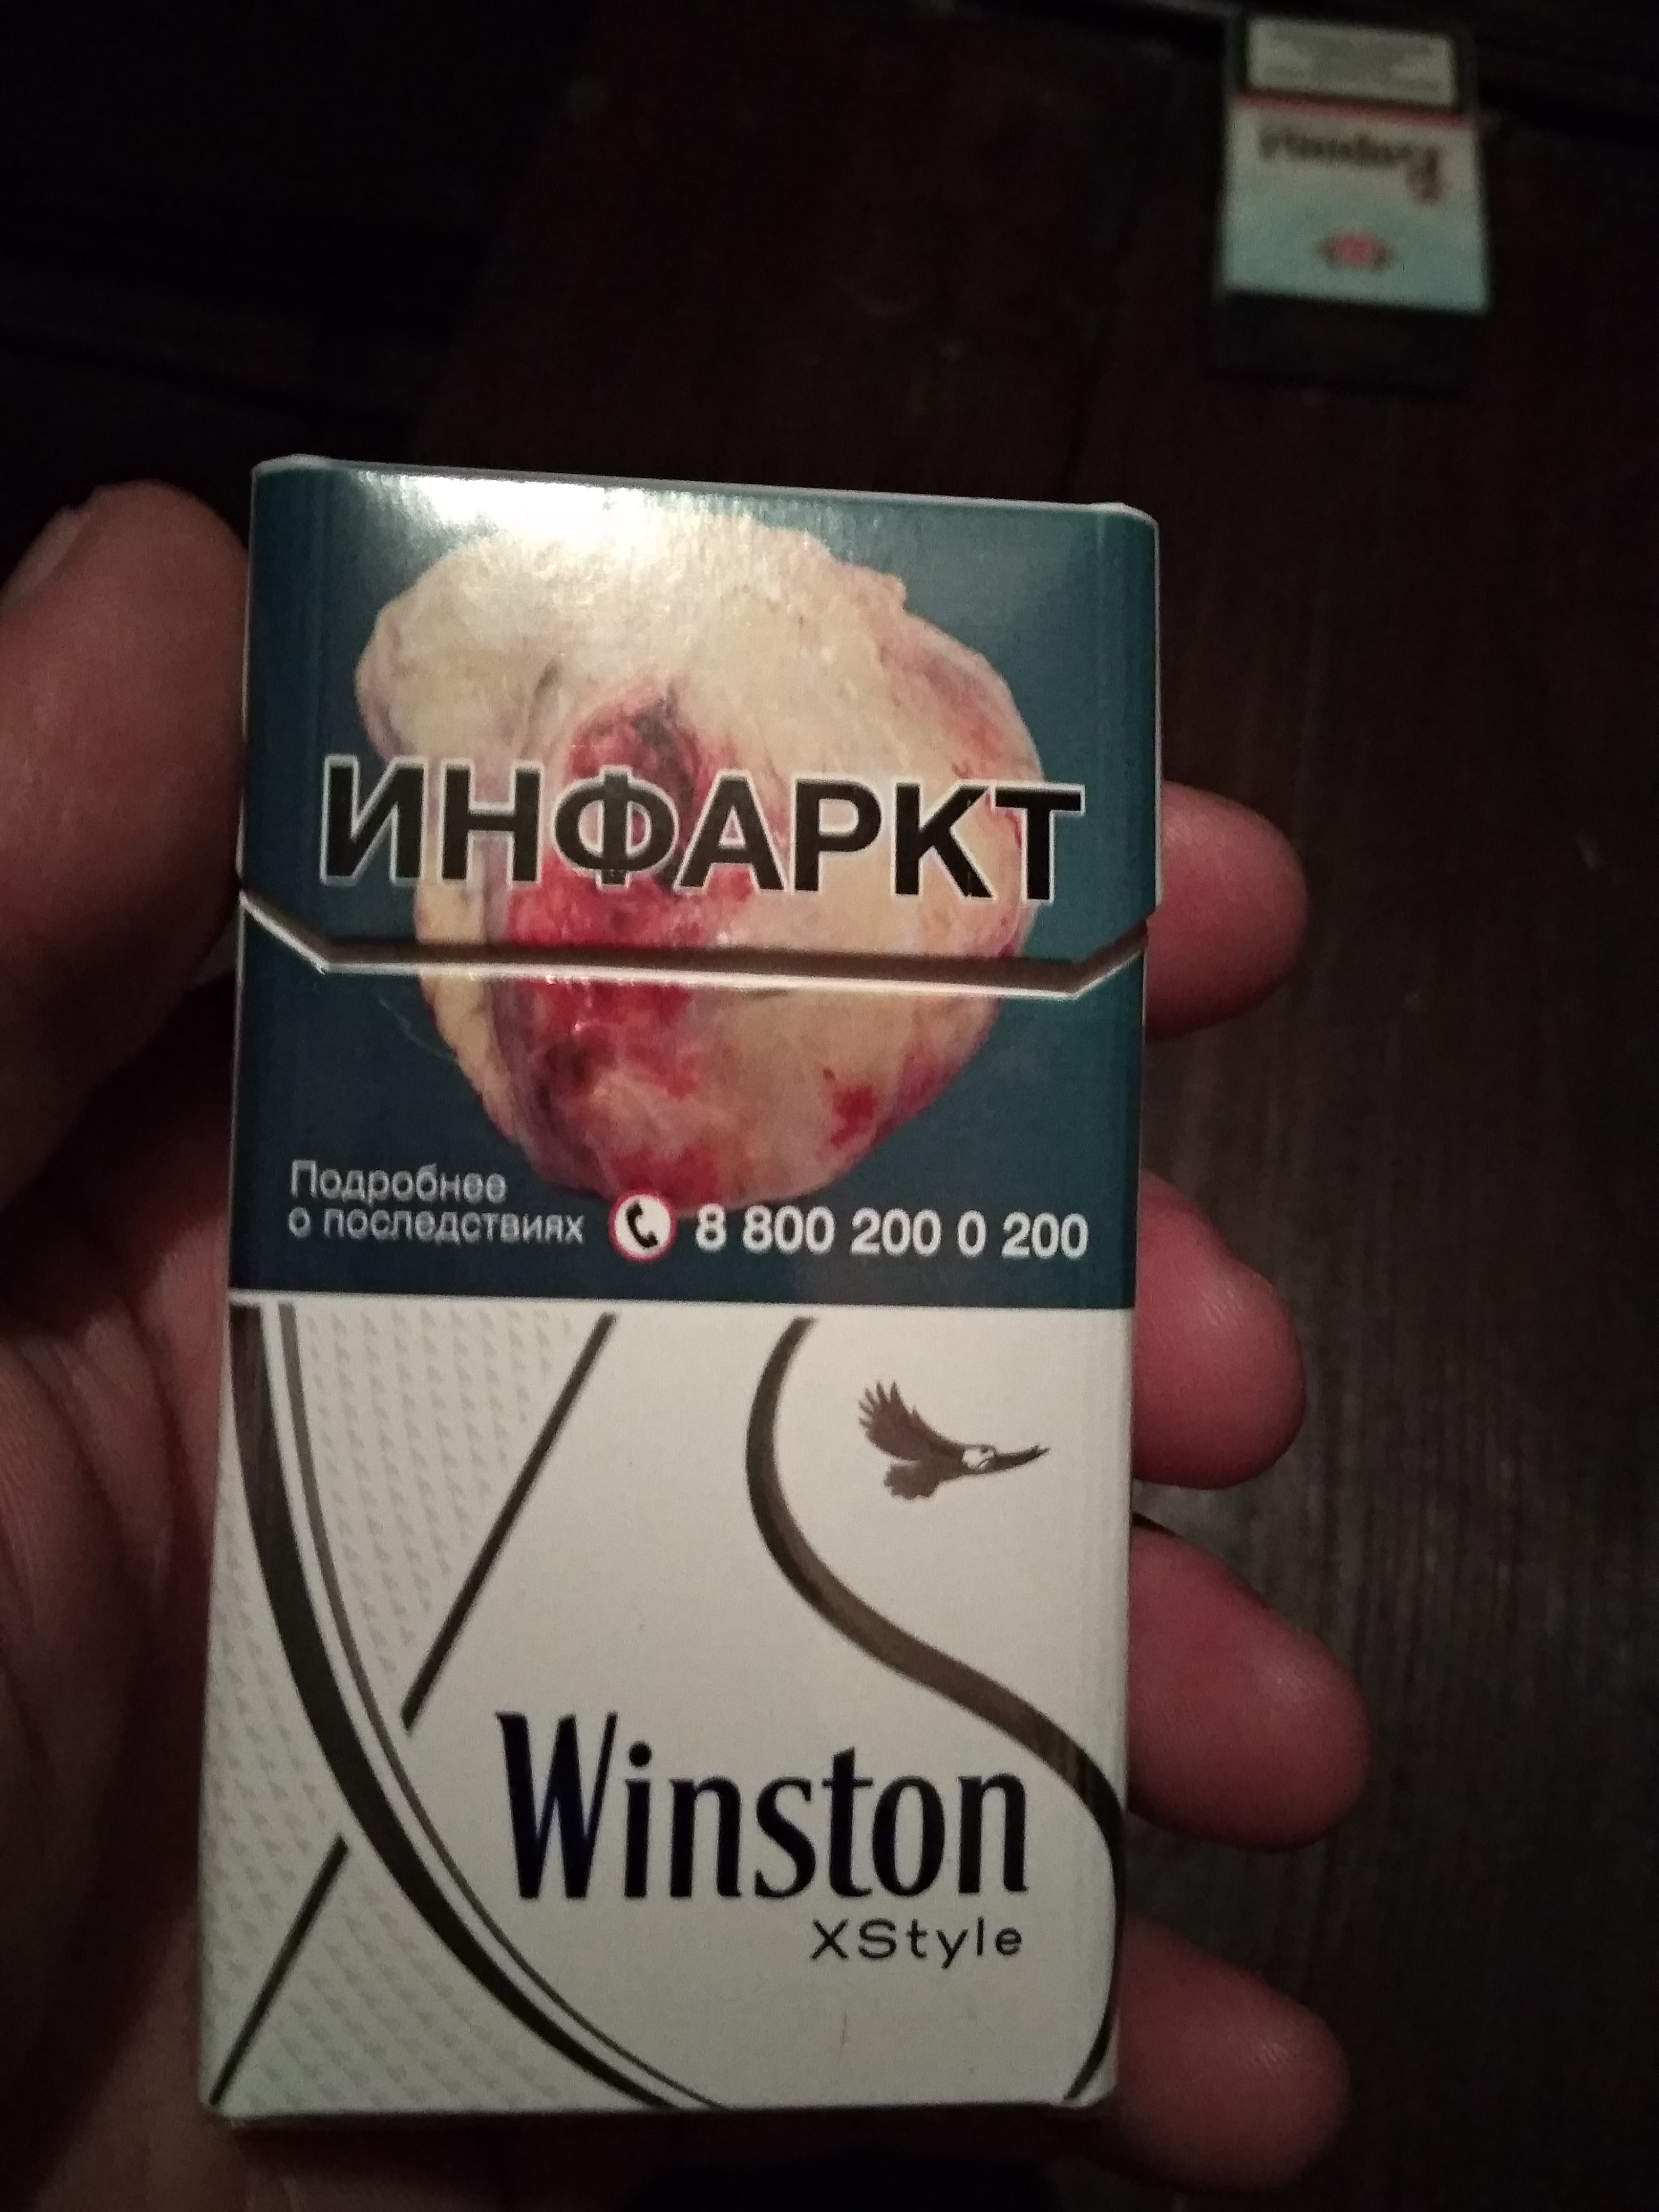 ИНФАРКТ
Подробнее
о последствиях 8 800 200 0 200
Winston
XStyle